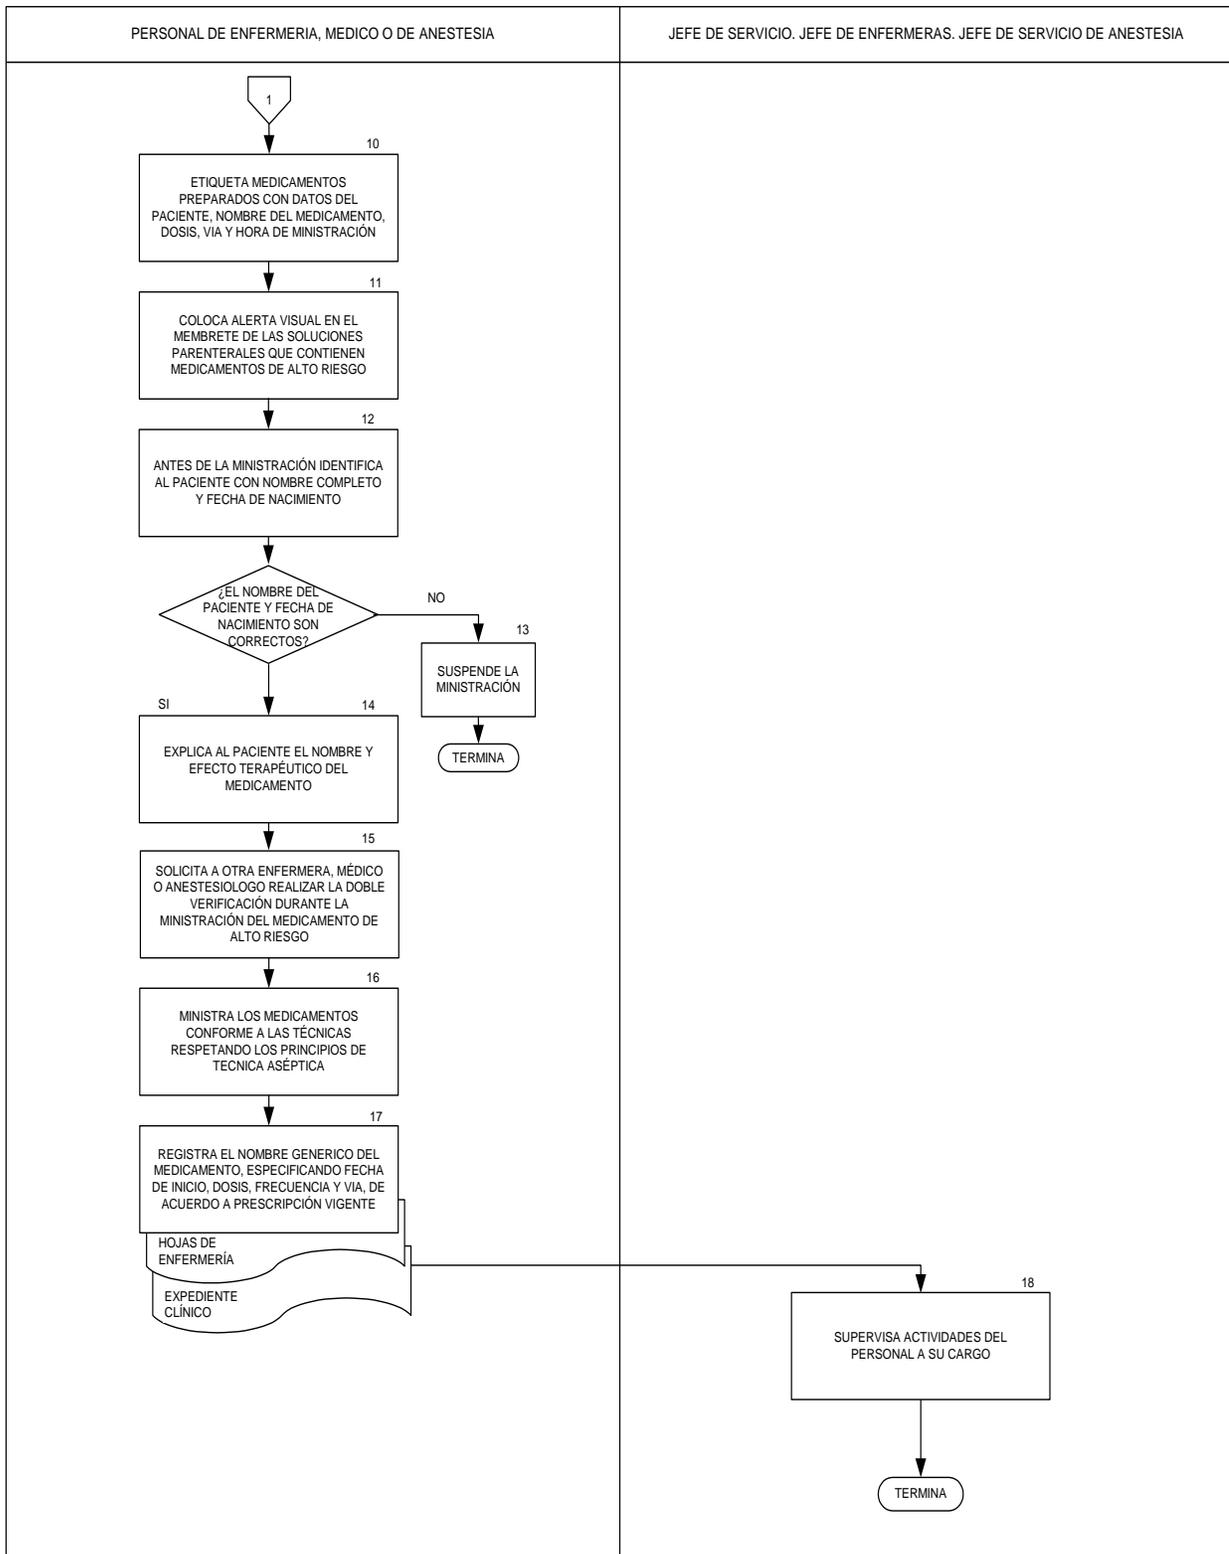 PERSONAL DE ENFERMERIA, MEDICO O DE ANESTESIA
JEFE DE SERVICIO. JEFE DE ENFERMERAS. JEFE DE SERVICIO DE ANESTESIA
1
10
ETIQUETA MEDICAMENTOS
PREPARADOS CON DATOS DEL
PACIENTE, NOMBRE DEL MEDICAMENTO,
DOSIS, VIA Y HORA DE MINISTRACIÓN
11
COLOCA ALERTA VISUAL EN EL
MEMBRETE DE LAS SOLUCIONES
PARENTERALES QUE CONTIENEN
MEDICAMENTOS DE ALTO RIESGO
12
ANTES DE LA MINISTRACIÓN IDENTIFICA
AL PACIENTE CON NOMBRE COMPLETO
Y FECHA DE NACIMIENTO
¿EL NOMBRE DEL
PACIENTE Y FECHA DE
NACIMIENTO SON
CORRECTOS?
NO
13
SUSPENDE LA
MINISTRACIÓN
TERMINA
SI
14
EXPLICA AL PACIENTE EL NOMBRE Y
EFECTO TERAPÉUTICO DEL
MEDICAMENTO
15
SOLICITA A OTRA ENFERMERA, MÉDICO
O ANESTESIOLOGO REALIZAR LA DOBLE
VERIFICACIÓN DURANTE LA
MINISTRACIÓN DEL MEDICAMENTO DE
ALTO RIESGO
16
MINISTRA LOS MEDICAMENTOS
CONFORME A LAS TÉCNICAS
RESPETANDO LOS PRINCIPIOS DE
TECNICA ASÉPTICA
17
REGISTRA EL NOMBRE GENERICO DEL
MEDICAMENTO, ESPECIFICANDO FECHA
DE INICIO, DOSIS, FRECUENCIA Y VIA, DE
ACUERDO A PRESCRIPCIÓN VIGENTE
HOJAS DE
ENFERMERÍA
EXPEDIENTE
CLÍNICO
18
SUPERVISA ACTIVIDADES DEL
PERSONAL A SU CARGO
TERMINA